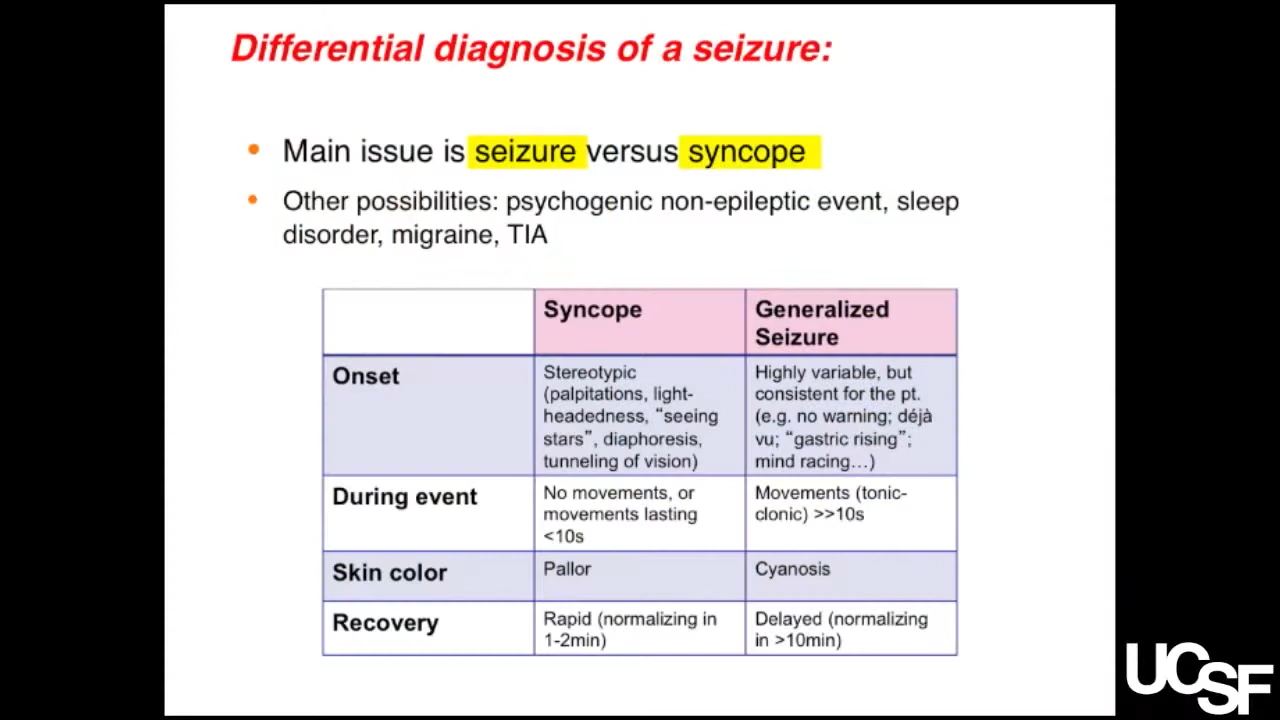 Differential diagnosis of a seizure:
• Main issue is seizure versus syncope
• Other possibilities: psychogenic non-epileptic event, sleep
disorder, migraine, TIA
Syncope
Generalized
Seizure
Onset
Stereotypic
(palpitations, light-
headedness, “seeing
stars”, diaphoresis,
tunneling of vision)
Highly variable, but
consistent for the pt.
(e.g. no warning; déjà
vu; “gastric rising”;
mind racing…)
During event
No movements, or
movements lasting
<10s
Movements (tonic-
clonic) >>10s
Skin color
Pallor
Cyanosis
Recovery
Rapid (normalizing in
1-2min)
Delayed (normalizing
in >10min)
UCSF